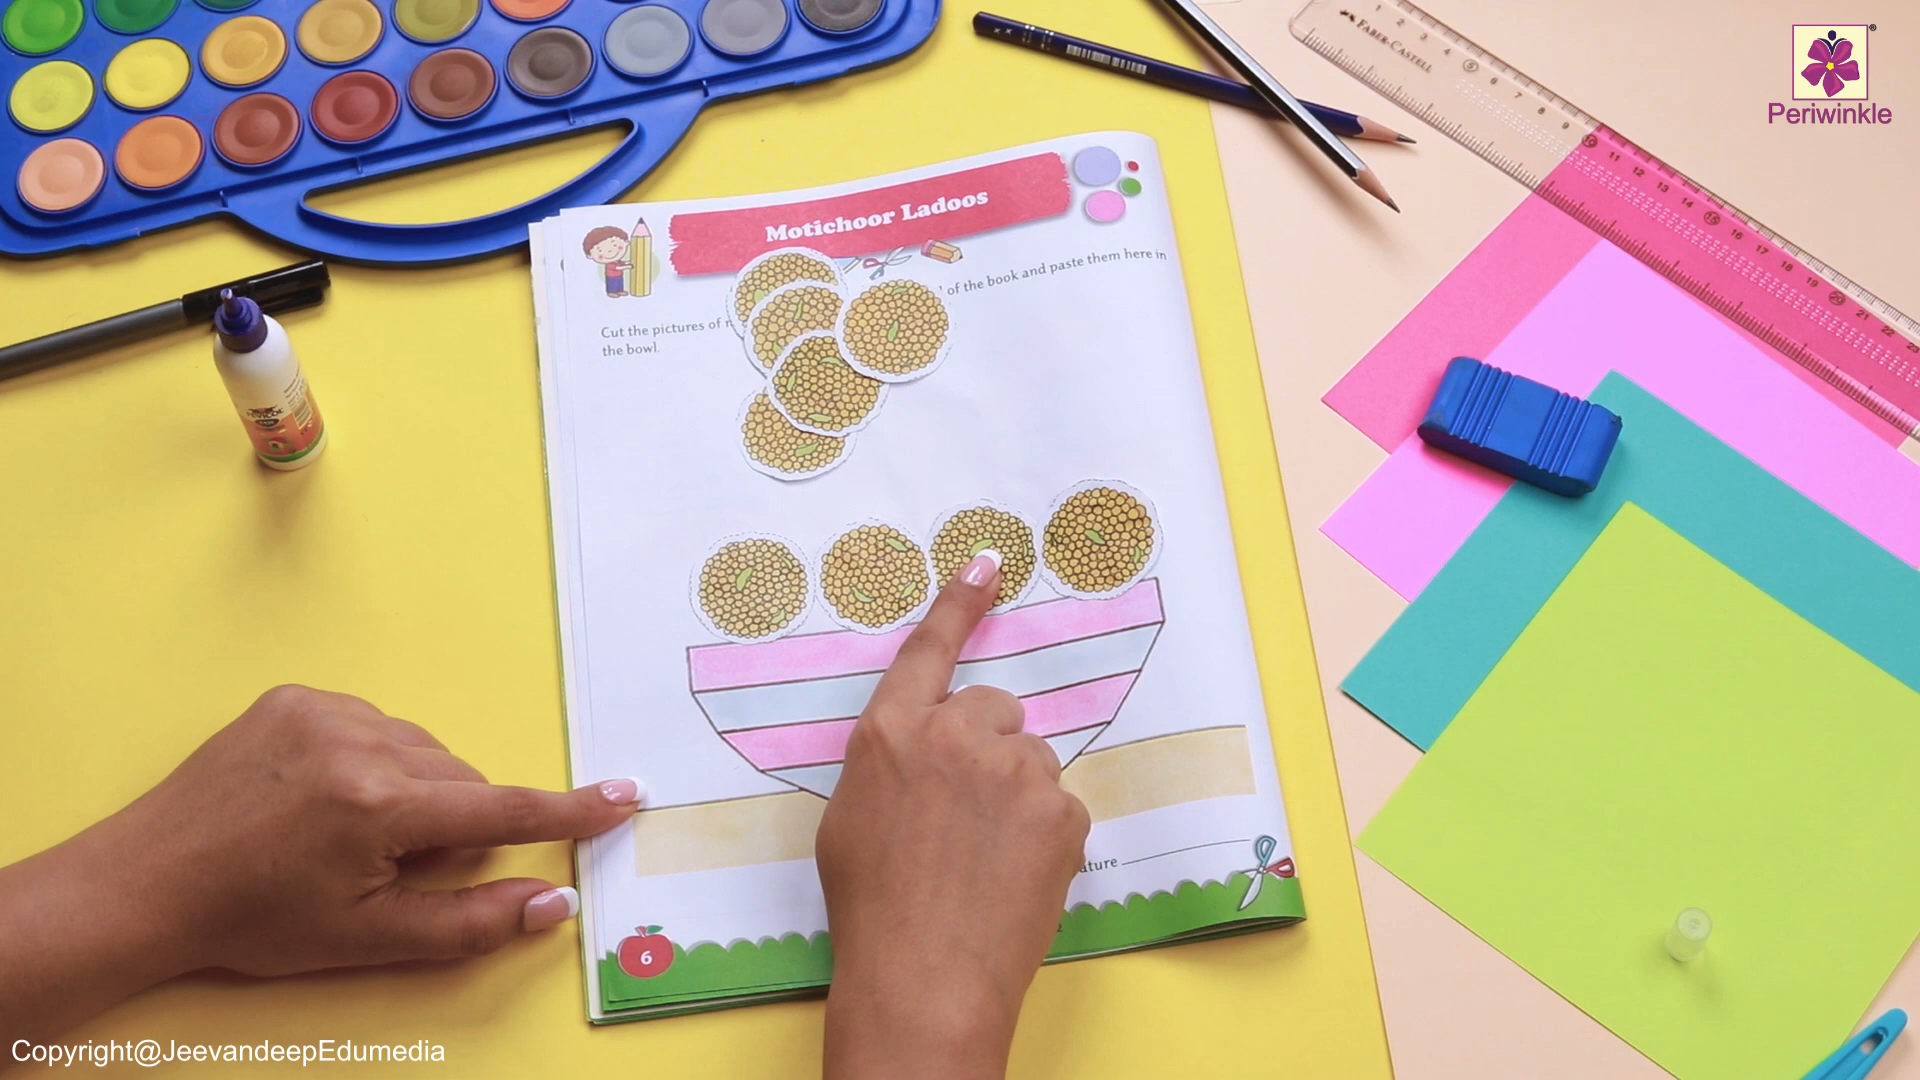 Periwinkle
FABER-CASTELL
Motichoor Ladoos
Cut the pictures of
of the book and paste them here in
the bowl.
6
Copyright@JeevandeepEdumedia